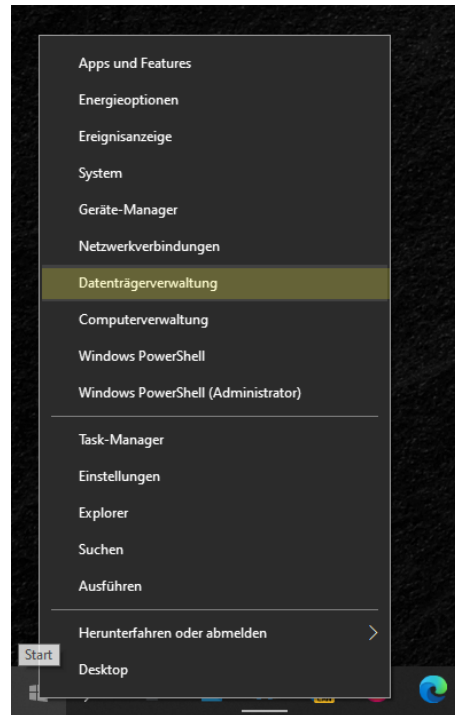 Apps und Features
Energieoptionen
Ereignisanzeige
System
Geräte-Manager
Netzwerkverbindungen
Datenträgerverwaltung
Computerverwaltung
Windows PowerShell
Windows PowerShell (Administrator)
Task-Manager
Einstellungen
Explorer
Suchen
Ausführen
Herunterfahren oder abmelden
Start
Desktop